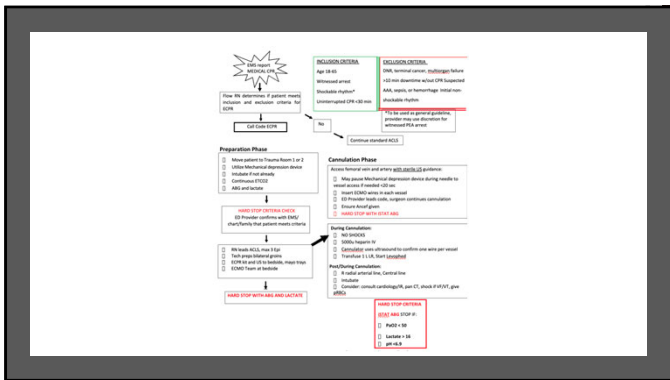 EMS report
MEDICAL CPR
INCLUSION CRITERIA
Age 18-65
Witnessed arrest
Shockable rhythm*
Uninterrupted CPR <30 min
EXCLUSION CRITERIA
DNR, terminal cancer, multiorgan failure
>10 min downtime w/out CPR Suspected
AAA, sepsis, or hemorrhage Initial non-
shockable rhythm
Flow RN determines if patient meets
inclusion and exclusion criteria for
ECPR
*To be used as general guideline,
provider may use discretion for
witnessed PEA arrest
Call Code ECPR
No
Continue standard ACLS
Preparation Phase
Move patient to Trauma Room 1 or 2
Utilize Mechanical depression device
Intubate if not already
Continuous ETCO2
ABG and lactate
HARD STOP CRITERIA CHECK
ED Provider confirms with EMS/
chart/family that patient meets criteria
RN leads ACLS, max 3 Epi
Tech preps bilateral groins
ECPR kit and US to bedside, mayo trays
ECMO Team at bedside
HARD STOP WITH ABG AND LACTATE
Cannulation Phase
Access femoral vein and artery with sterile US guidance:
May pause Mechanical depression device during needle to
vessel access if needed <20 sec
Insert ECMO wires in each vessel
ED Provider leads code, surgeon continues cannulation
Ensure Ancef given
HARD STOP WITH ISTAT ABG
During Cannulation:
NO SHOCKS
5000u heparin IV
Cannulator uses ultrasound to confirm one wire per vessel
Transfuse 1 L LR, Start Levophed
Post/During Cannulation:
R radial arterial line, Central line
Intubate
Consider: consult cardiology/IR, pan CT, shock if VF/VT, give
pRBCs
HARD STOP CRITERIA
ISTAT ABG STOP IF:
PaO2 < 50
Lactate > 16
pH <6.9